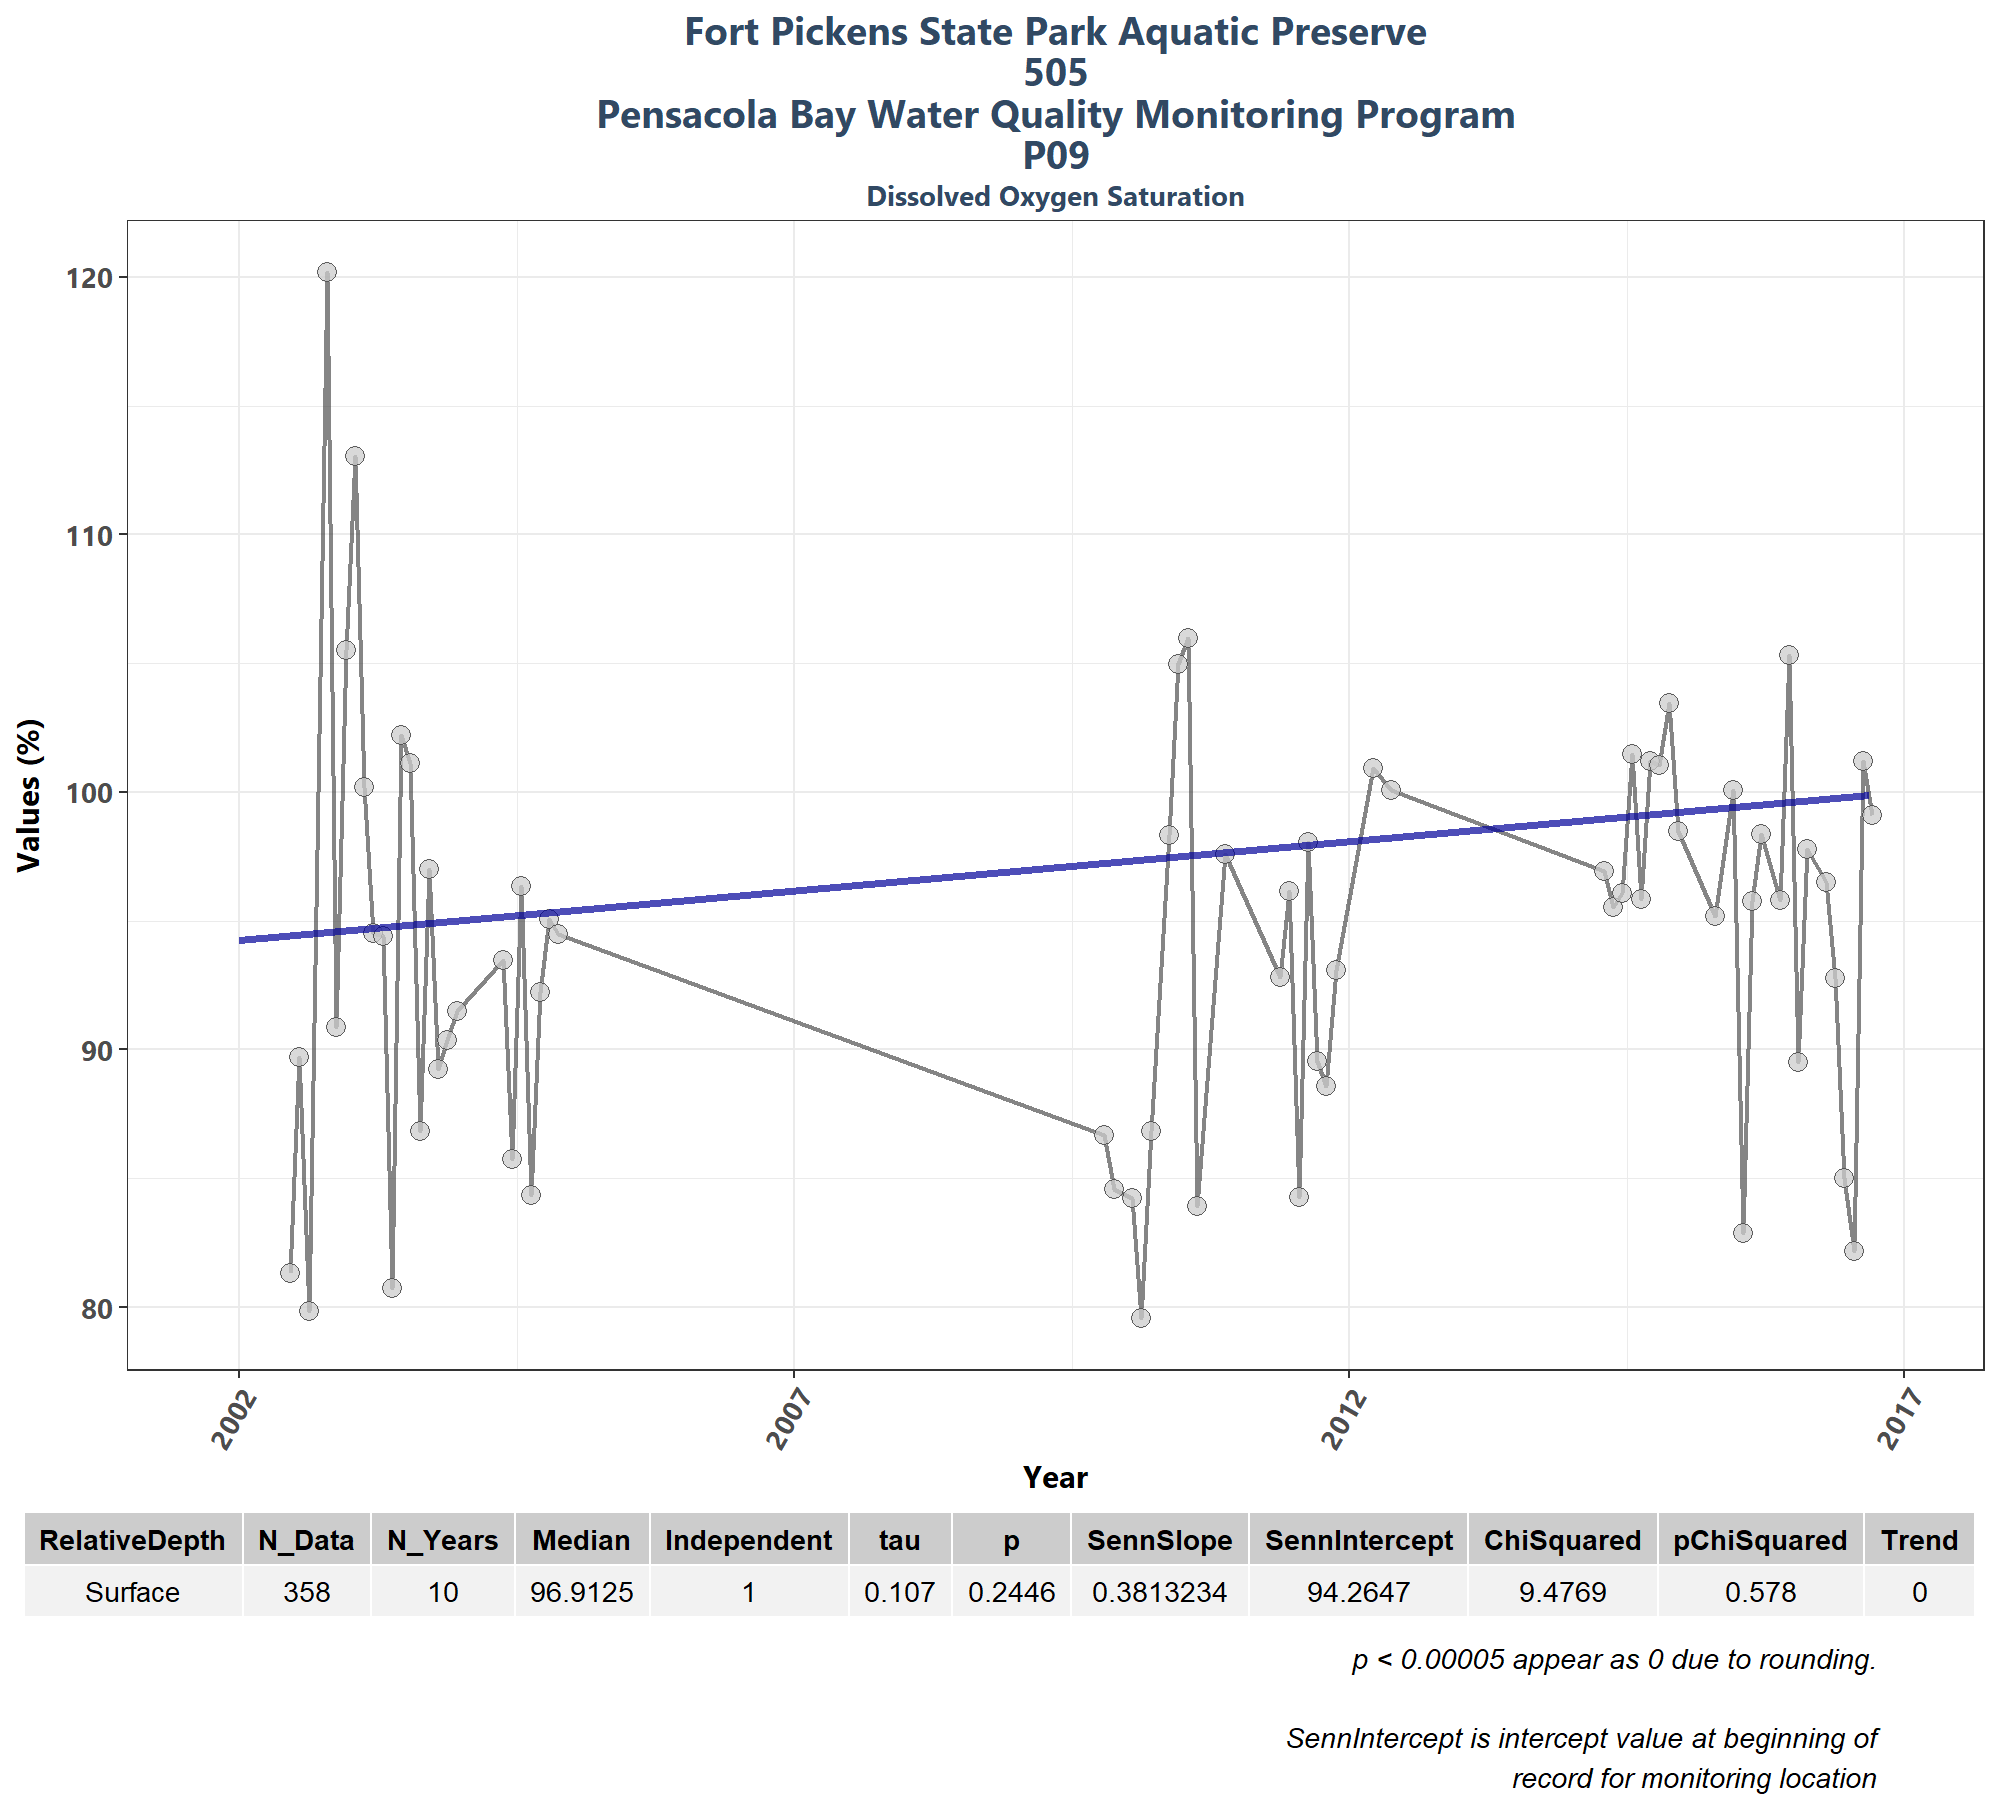 Fort Pickens State Park Aquatic Preserve
505
Pensacola Bay Water Quality Monitoring Program
P09
Dissolved Oxygen Saturation
120
110
100
90
80
Values (%)
2002 2007 2012 2017
Year
RelativeDepth N_Data N_Years Median Independent tau p SennSlope SennIntercept ChiSquared pChiSquared Trend
Surface 358 10 96.9125 1 0.107 0.2446 0.3813234 94.2647 9.4769 0.578 0
p < 0.00005 appear as 0 due to rounding.
SennIntercept is intercept value at beginning of
record for monitoring location